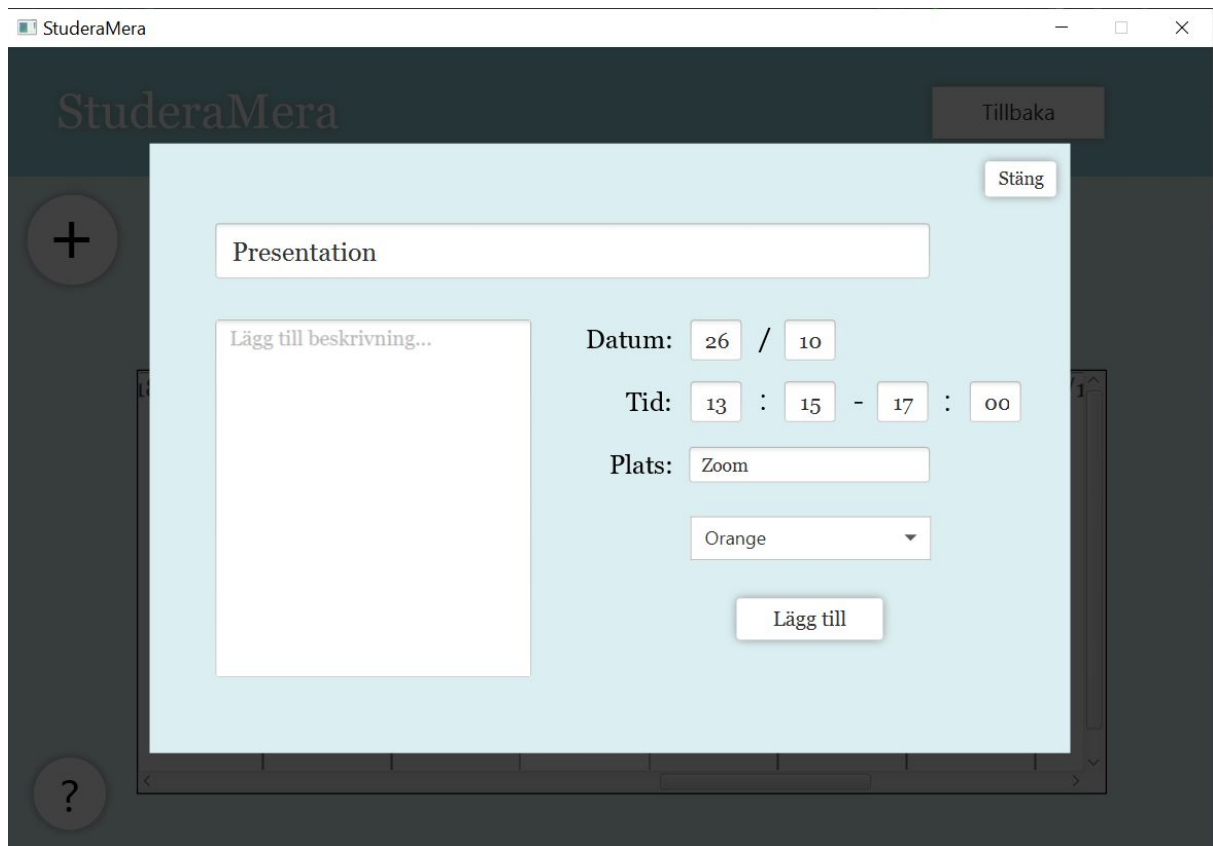 StuderaMera
StuderaMera
Tillbaka
Stäng
+
Presentation
Lägg till beskrivning...
Datum: 26 / 10
Tid: 13 : 15 - 17 : 00
Plats: Zoom
Orange
Lägg till
?